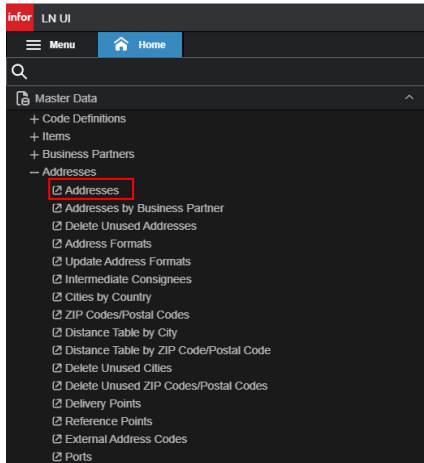 infor LN UI
Menu Home
Master Data
+ Code Definitions
+ Items
+ Business Partners
− Addresses
Addresses
Addresses by Business Partner
Delete Unused Addresses
Address Formats
Update Address Formats
Intermediate Consignees
Cities by Country
ZIP Codes/Postal Codes
Distance Table by City
Distance Table by ZIP Code/Postal Code
Delete Unused Cities
Delete Unused ZIP Codes/Postal Codes
Delivery Points
Reference Points
External Address Codes
Ports